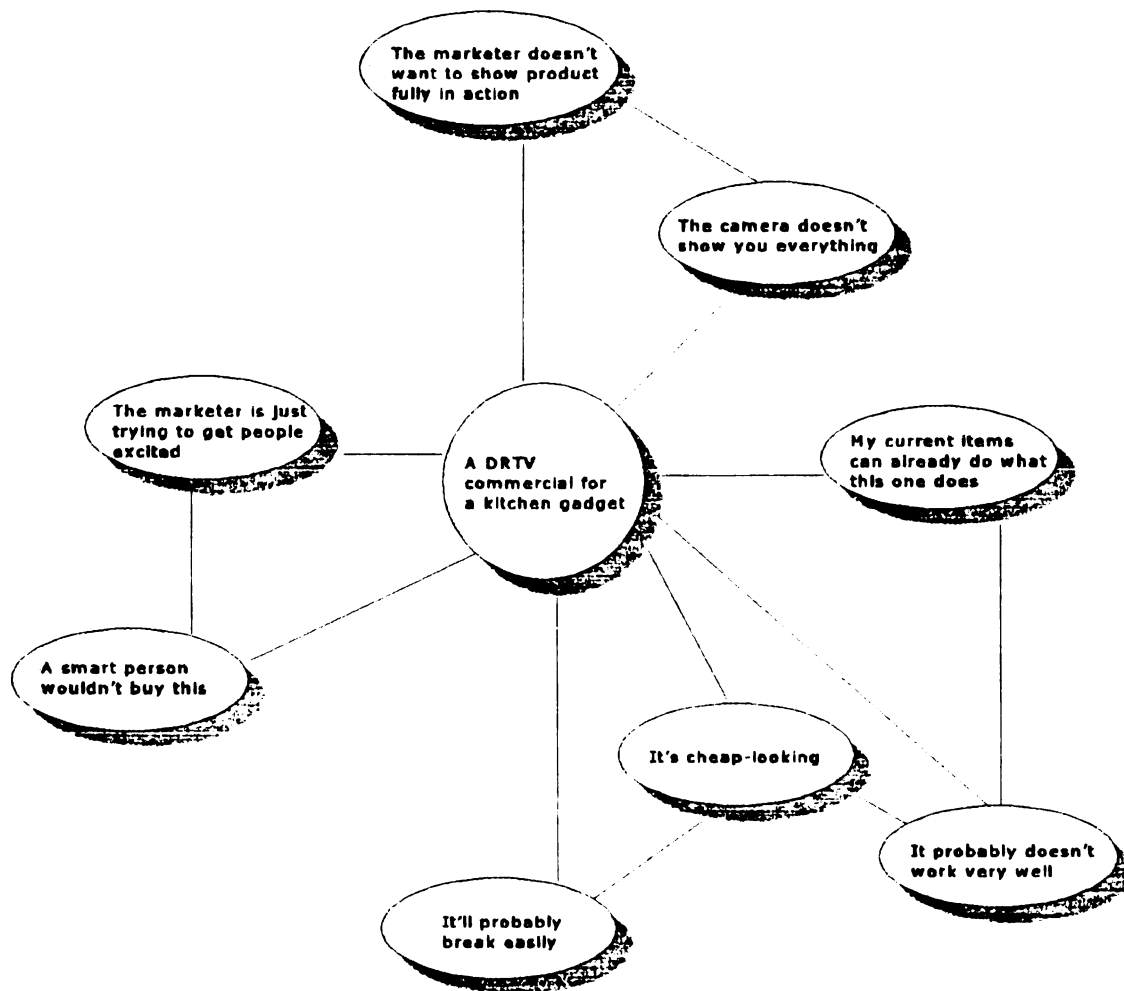 The marketer doesn't
want to show product
fully in action
The camera doesn't
show you everything
The marketer is just
trying to get people
excited
A DRTV
commercial for
a kitchen gadget
My current items
can already do what
this one does
A smart person
wouldn't buy this
It's cheap-looking
It probably doesn't
work very well
It'll probably
break easily